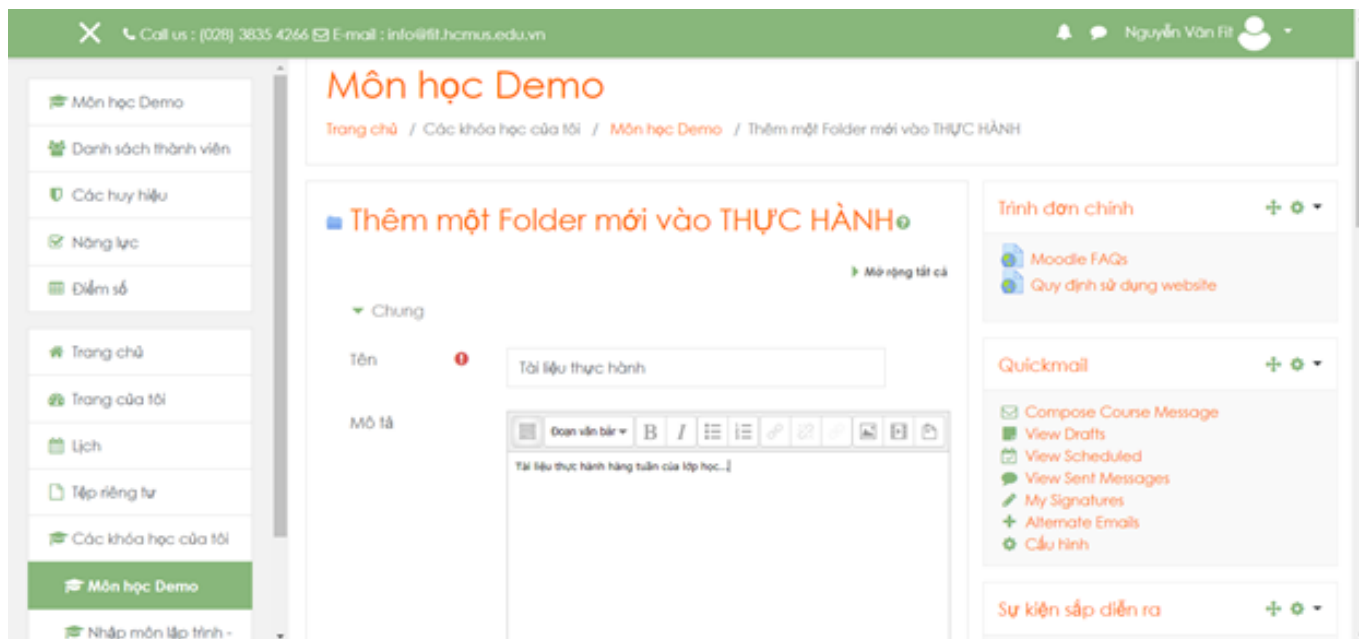 Call us : (028) 3835 4266 E-mail : info@fit.hcmus.edu.vn
Nguyễn Văn Fit
Môn học Demo
Danh sách thành viên
Các huy hiệu
Năng lực
Điểm số
Trang chủ
Trang của tôi
Lịch
Tệp riêng tư
Các khóa học của tôi
Môn học Demo
Nhập môn lập trình -
Môn học Demo
Trang chủ / Các khóa học của tôi / Môn học Demo / Thêm một Folder mới vào THỰC HÀNH
Thêm một Folder mới vào THỰC HÀNH
Mở rộng tất cả
Chung
Tên
Tài liệu thực hành
Mô tả
Đoạn văn bản
B I
Tài liệu thực hành hàng tuần của lớp học...
Trình đơn chính
Moodle FAQs
Quy định sử dụng website
Quickmail
Compose Course Message
View Drafts
View Scheduled
View Sent Messages
My Signatures
Alternate Emails
Cấu hình
Sự kiện sắp diễn ra